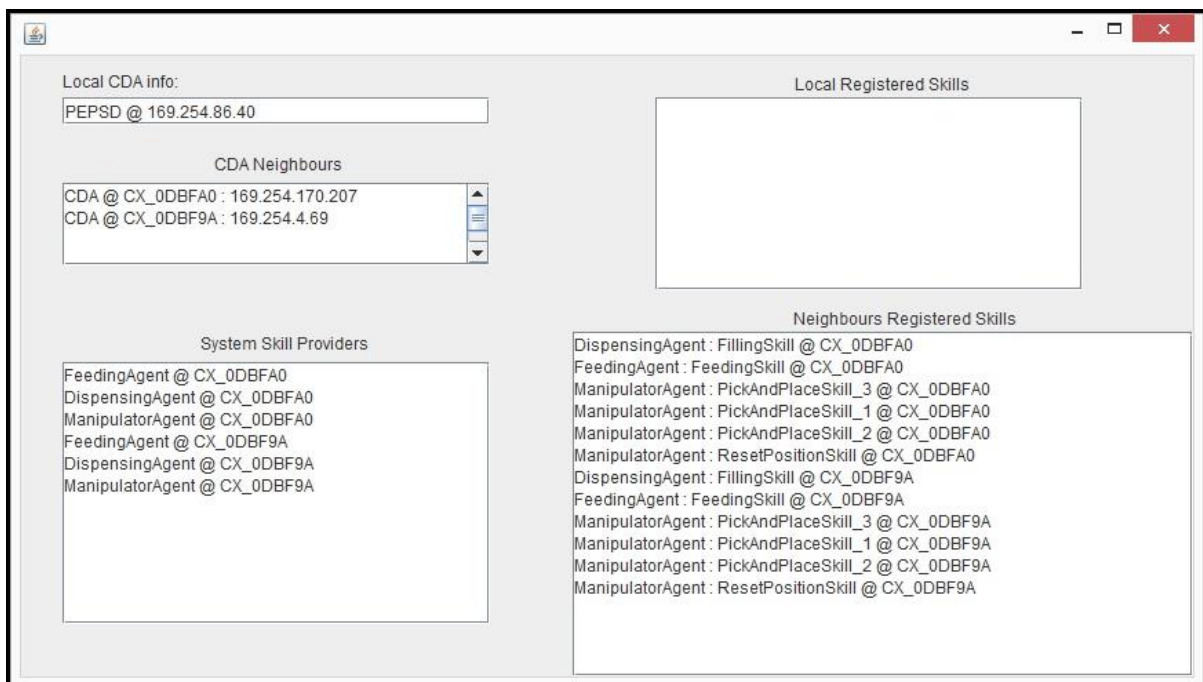 Local CDA info:
PEPSD @ 169.254.86.40
CDA Neighbours
CDA @ CX_0DBFA0 : 169.254.170.207
CDA @ CX_0DBF9A : 169.254.4.69
System Skill Providers
FeedingAgent @ CX_0DBFA0
DispensingAgent @ CX_0DBFA0
ManipulatorAgent @ CX_0DBFA0
FeedingAgent @ CX_0DBF9A
DispensingAgent @ CX_0DBF9A
ManipulatorAgent @ CX_0DBF9A
Local Registered Skills
Neighbours Registered Skills
DispensingAgent : FillingSkill @ CX_0DBFA0
FeedingAgent : FeedingSkill @ CX_0DBFA0
ManipulatorAgent : PickAndPlaceSkill_3 @ CX_0DBFA0
ManipulatorAgent : PickAndPlaceSkill_1 @ CX_0DBFA0
ManipulatorAgent : PickAndPlaceSkill_2 @ CX_0DBFA0
ManipulatorAgent : ResetPositionSkill @ CX_0DBFA0
DispensingAgent : FillingSkill @ CX_0DBF9A
FeedingAgent : FeedingSkill @ CX_0DBF9A
ManipulatorAgent : PickAndPlaceSkill_3 @ CX_0DBF9A
ManipulatorAgent : PickAndPlaceSkill_1 @ CX_0DBF9A
ManipulatorAgent : PickAndPlaceSkill_2 @ CX_0DBF9A
ManipulatorAgent : ResetPositionSkill @ CX_0DBF9A